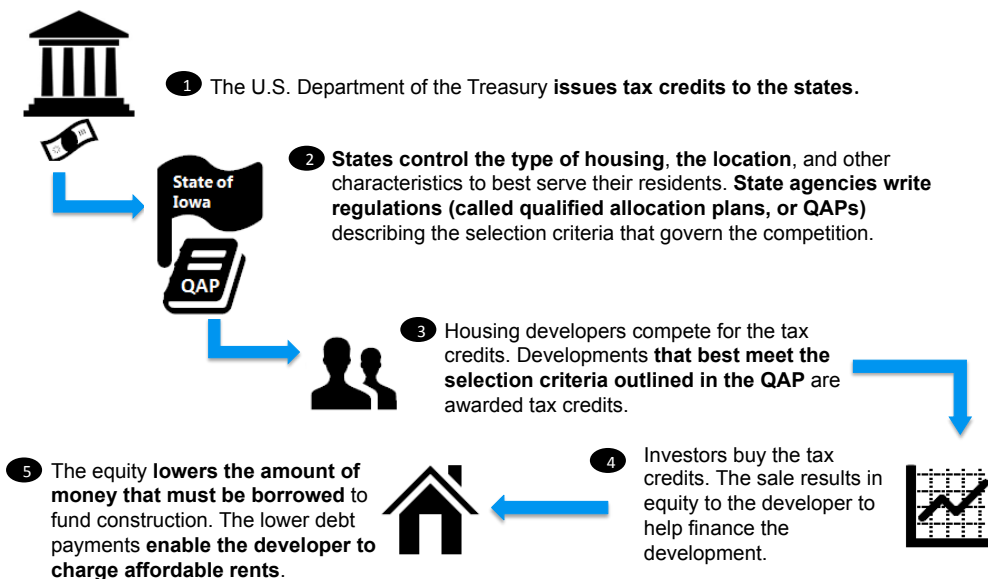 1 The U.S. Department of the Treasury issues tax credits to the states.
2 States control the type of housing, the location, and other
characteristics to best serve their residents. State agencies write
regulations (called qualified allocation plans, or QAPs)
describing the selection criteria that govern the competition.
State of
Iowa
QAP
3 Housing developers compete for the tax
credits. Developments that best meet the
selection criteria outlined in the QAP are
awarded tax credits.
4 Investors buy the tax
credits. The sale results in
equity to the developer to
help finance the
development.
5 The equity lowers the amount of
money that must be borrowed to
fund construction. The lower debt
payments enable the developer to
charge affordable rents.